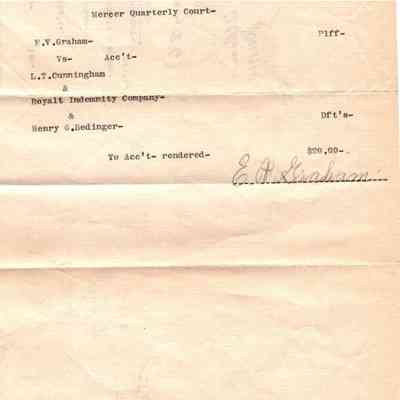 Mercer Quarterly Court-
E.V.Graham- Plff-
Vs- Acc't-
L.T.Cunningham
&
Royalt Indemnity Company-
& Dft's-
Henry G.Bedinger-
To Acc't- rendered- $20,00-
E. V. Graham